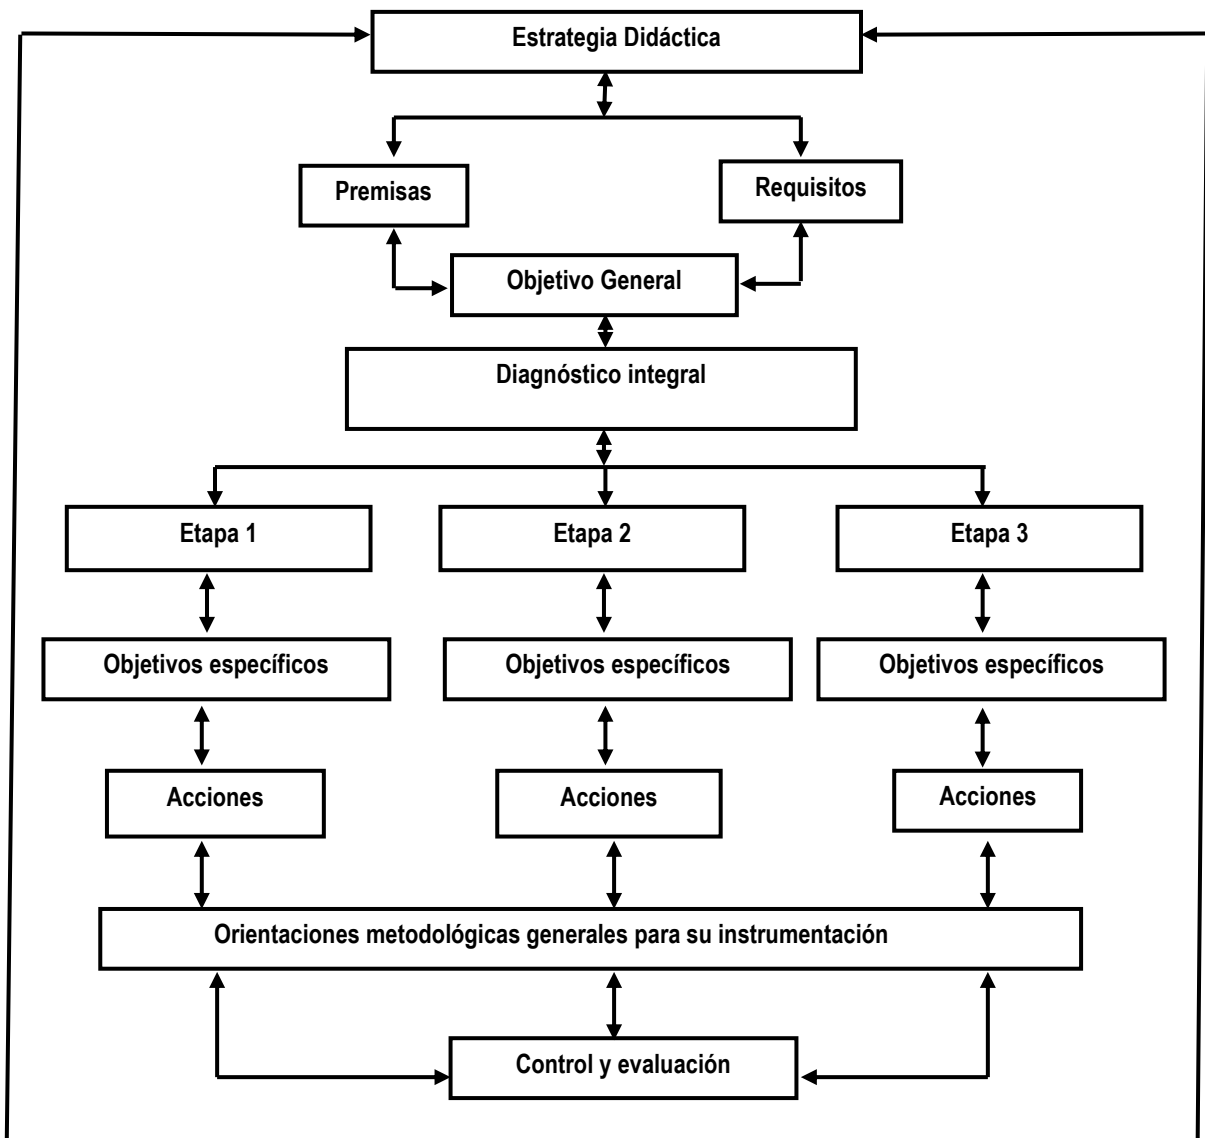 Estrategia Didáctica
Premisas
Requisitos
Objetivo General
Diagnóstico integral
Etapa 1
Etapa 2
Etapa 3
Objetivos específicos
Objetivos específicos
Objetivos específicos
Acciones
Acciones
Acciones
Orientaciones metodológicas generales para su instrumentación
Control y evaluación